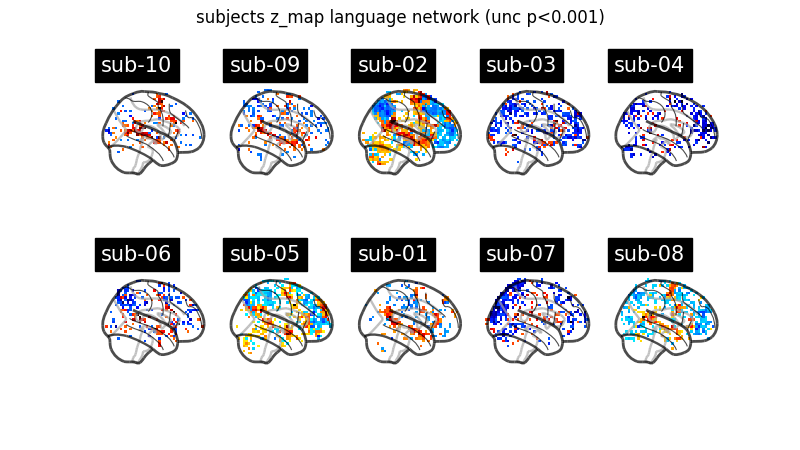 subjects z_map language network (unc p<0.001)
sub-10
sub-09
sub-02
sub-03
sub-04
sub-06
sub-05
sub-01
sub-07
sub-08